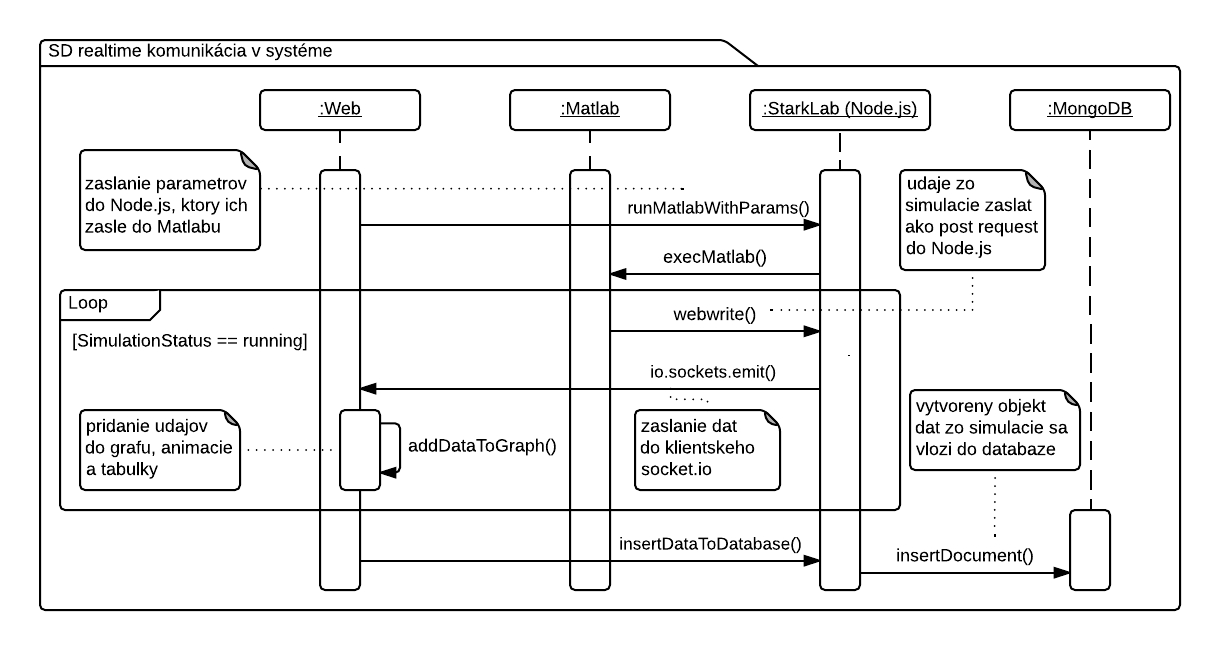 SD realtime komunikácia v systéme
:Web
:Matlab
:StarkLab (Node.js)
:MongoDB
zaslanie parametrov
do Node.js, ktory ich
zasle do Matlabu
udaje zo
simulacie zaslat
ako post request
do Node.js
runMatlabWithParams()
execMatlab()
Loop
webwrite()
[SimulationStatus == running]
io.sockets.emit()
pridanie udajov
do grafu, animacie
a tabulky
addDataToGraph()
zaslanie dat
do klientskeho
socket.io
vytvoreny objekt
dat zo simulacie sa
vlozi do databaze
insertDataToDatabase()
insertDocument()